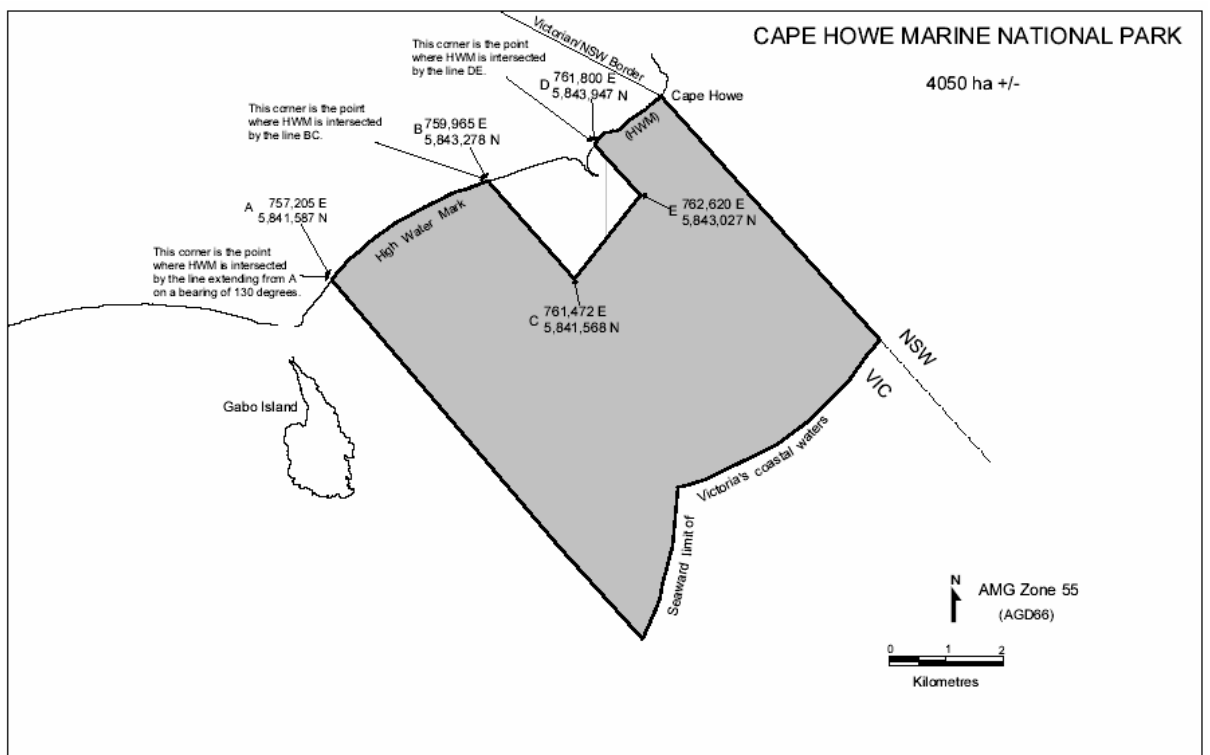 CAPE HOWE MARINE NATIONAL PARK
4050 ha +/-
Victorian/NSW Border
This corner is the point
where HWM is intersected
by the line DE.
D 761,800 E
5,843,947 N
Cape Howe
(HWM)
This corner is the point
where HWM is intersected
by the line BC.
B 759,965 E
5,843,278 N
A 757,205 E
5,841,587 N
High Water Mark
E 762,620 E
5,843,027 N
This corner is the point
where HWM is intersected
by the line extending from A
on a bearing of 130 degrees.
C 761,472 E
5,841,568 N
NSW
VIC
Gabo Island
Seaward limit of
Victoria's coastal waters
N
AMG Zone 55
(AGD66)
0 1 2
Kilometres